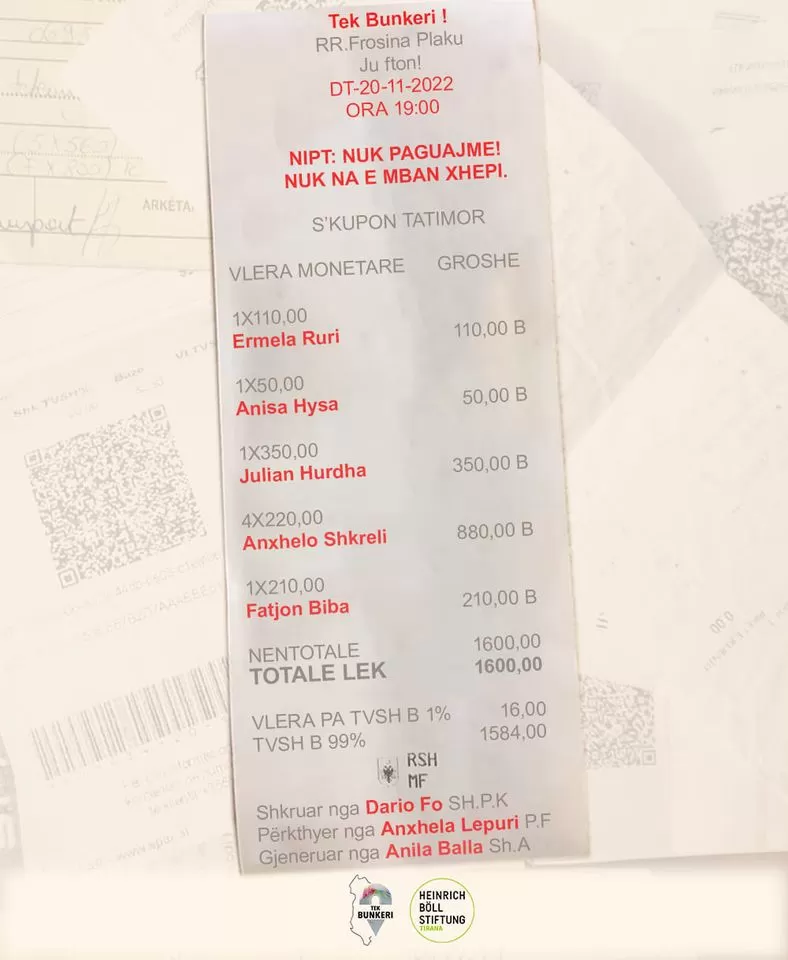 Tek Bunkeri !
RR.Frosina Plaku
Ju fton!
DT-20-11-2022
ORA 19:00
NIPT: NUK PAGUAJME!
NUK NA E MBAN XHEPI.
S'KUPON TATIMOR
VLERA MONETARE GROSHE
1X110,00
Ermela Ruri 110,00 B
1X50,00
Anisa Hysa 50,00 B
1X350,00
Julian Hurdha 350,00 B
4X220,00
Anxhelo Shkreli 880,00 B
1X210,00
Fatjon Biba 210,00 B
NENTOTALE 1600,00
TOTALE LEK 1600,00
VLERA PA TVSH B 1% 16,00
TVSH B 99% 1584,00
RSH
MF
Shkruar nga Dario Fo SH.P.K
Përkthyer nga Anxhela Lepuri P.F
Gjeneruar nga Anila Balla Sh.A
ARKËTA
TEK
BUNKERI
HEINRICH
BÖLL
STIFTUNG
TIRANA